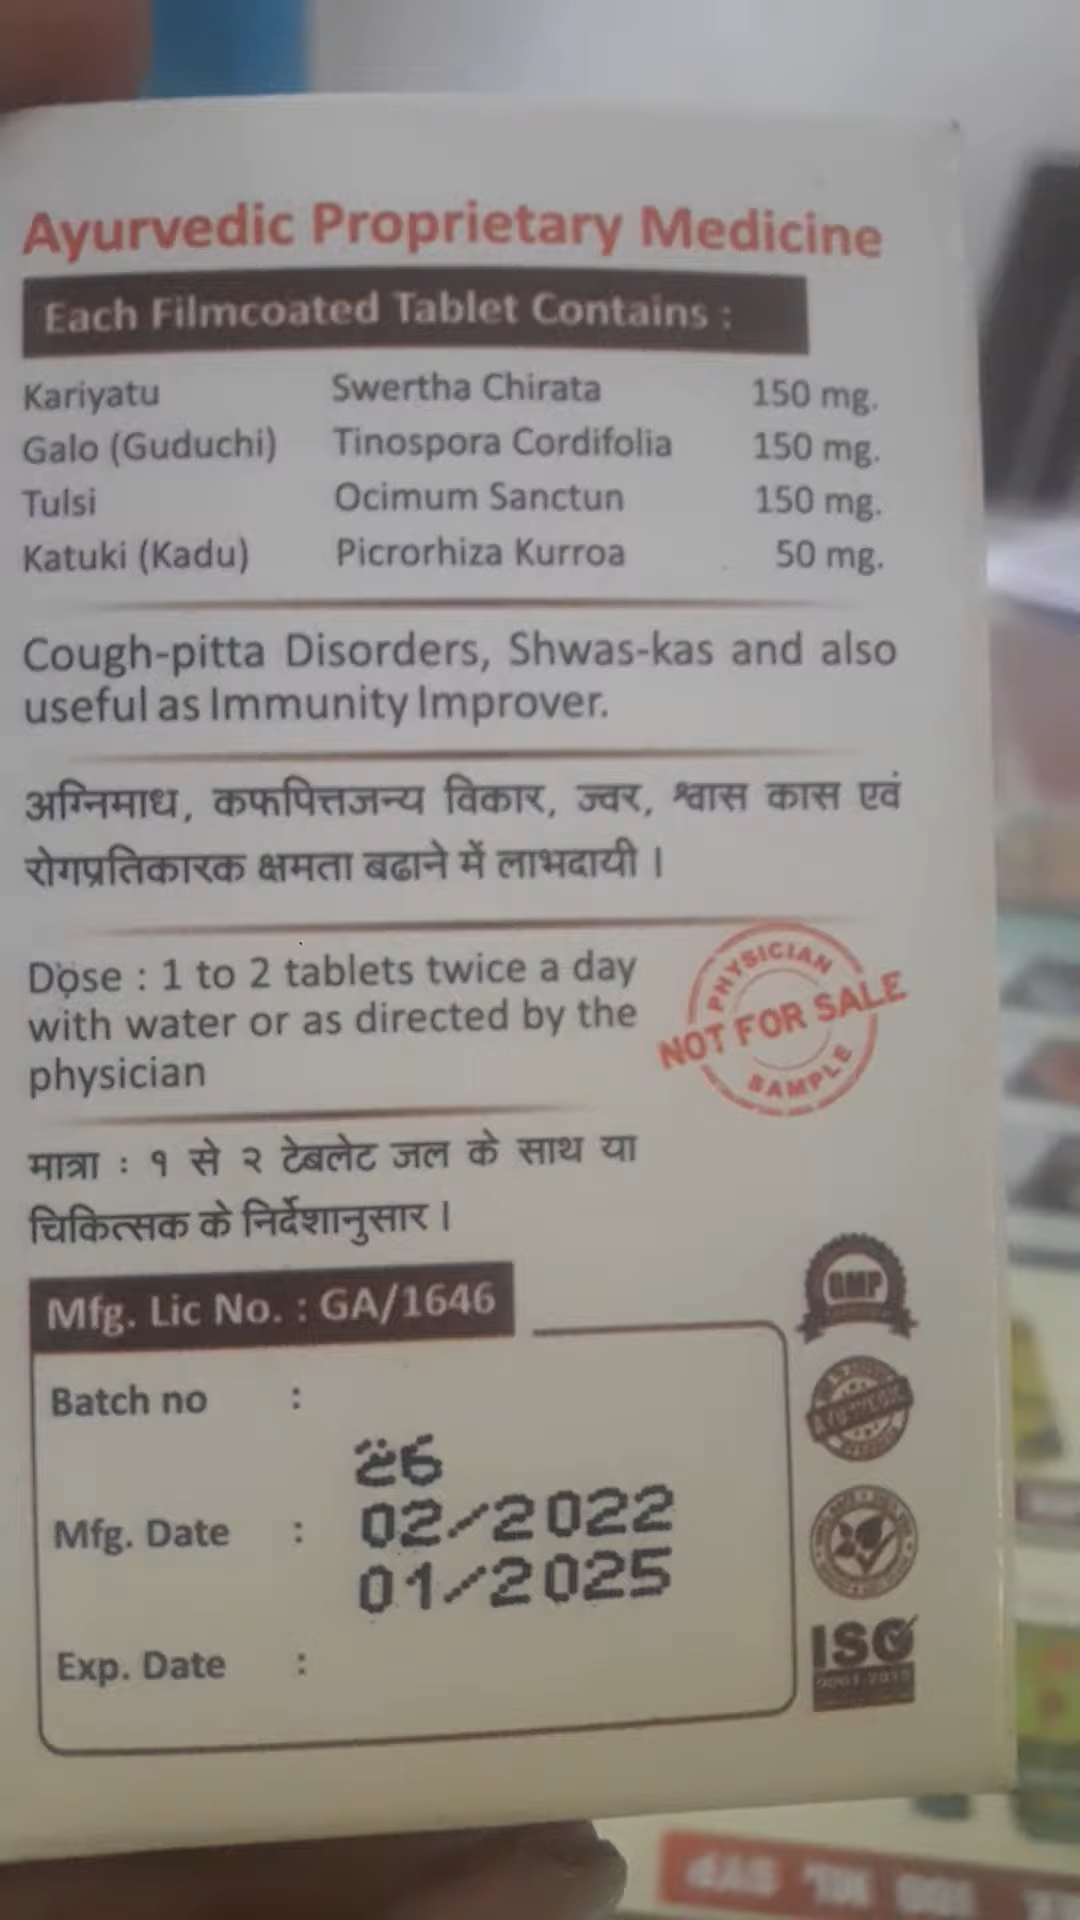 Ayurvedic Proprietary Medicine
Each Filmcoated Tablet Contains :
Kariyatu Swertha Chirata 150 mg.
Galo (Guduchi) Tinospora Cordifolia 150 mg.
Tulsi Ocimum Sanctun 150 mg.
Katuki (Kadu) Picrorhiza Kurroa 50 mg.
Cough-pitta Disorders, Shwas-kas and also
useful as Immunity Improver.
अग्निमाध, कफपित्तजन्य विकार, ज्वर, श्वास कास एवं
रोगप्रतिकारक क्षमता बढाने में लाभदायी ।
Dose : 1 to 2 tablets twice a day
with water or as directed by the
physician
PHYSICIAN
NOT FOR SALE
SAMPLE
मात्रा : १ से २ टेबलेट जल के साथ या
चिकित्सक के निर्देशानुसार ।
Mfg. Lic No. : GA/1646
GMP
Batch no :
26
Mfg. Date : 02/2022
01/2025
Exp. Date :
ISO